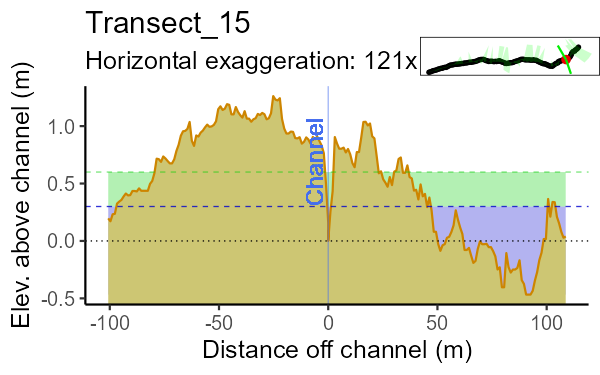 Transect_15
Horizontal exaggeration: 121x
Elev. above channel (m)
1.0
0.5
0.0
-0.5
Channel
-100
-50
0
50
100
Distance off channel (m)